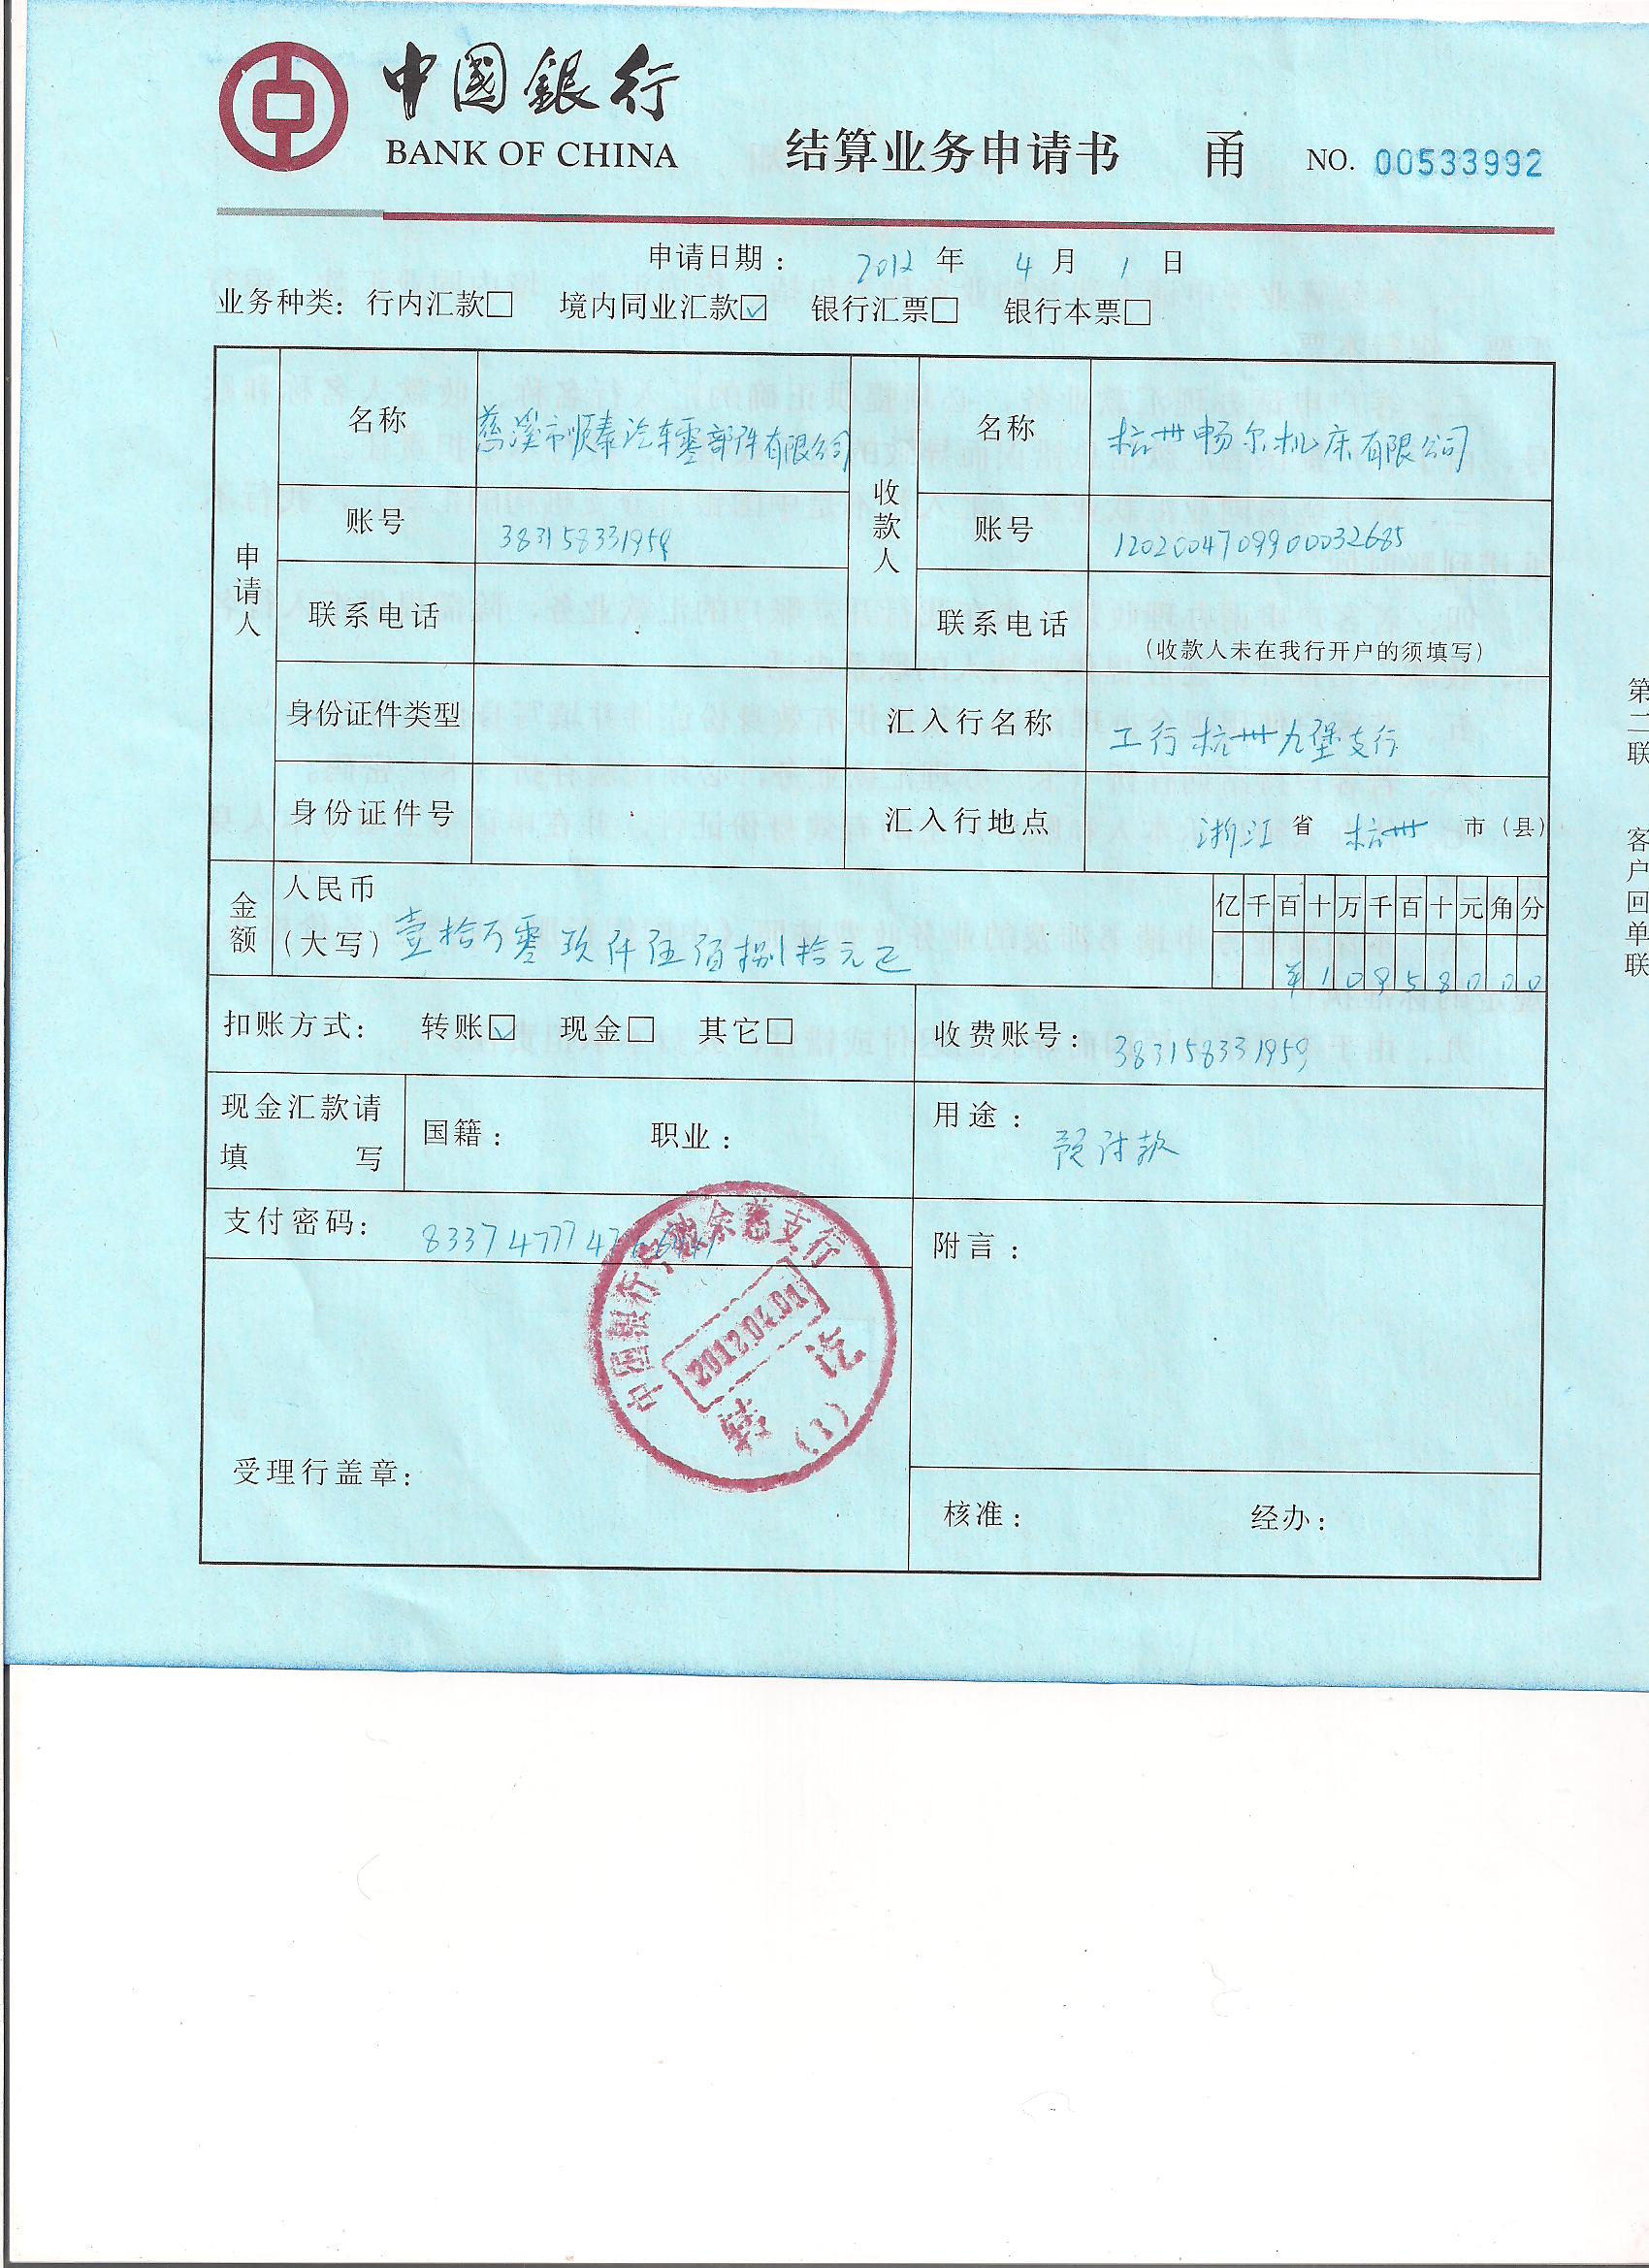 中國銀行
BANK OF CHINA
结算业务申请书 甬 NO. 00533992
申请日期： 2012 年 4 月 1 日
业务种类：行内汇款□ 境内同业汇款☑ 银行汇票□ 银行本票□
申请人
名称 慈溪市顺泰汽车零部件有限公司
账号 383158331959
联系电话
身份证件类型
身份证件号
收款人
名称 杭州畅尔机床有限公司
账号 1202004709900032685
联系电话
（收款人未在我行开户的须填写）
汇入行名称 工行杭州九堡支行
汇入行地点 浙江 省 杭州 市（县）
金额
人民币
（大写）壹拾万零玖仟伍佰捌拾元正
亿 千 百 十 万 千 百 十 元 角 分
¥ 1 0 9 5 8 0 0 0
扣账方式： 转账☑ 现金□ 其它□
收费账号： 383158331959
现金汇款请
填 写
国籍： 职业：
用途： 预付款
支付密码： 8337477747
附言：
中国银行宁波余慈支行
2012.04.01
转讫
(1)
受理行盖章：
核准： 经办：
第二联 客户回单联